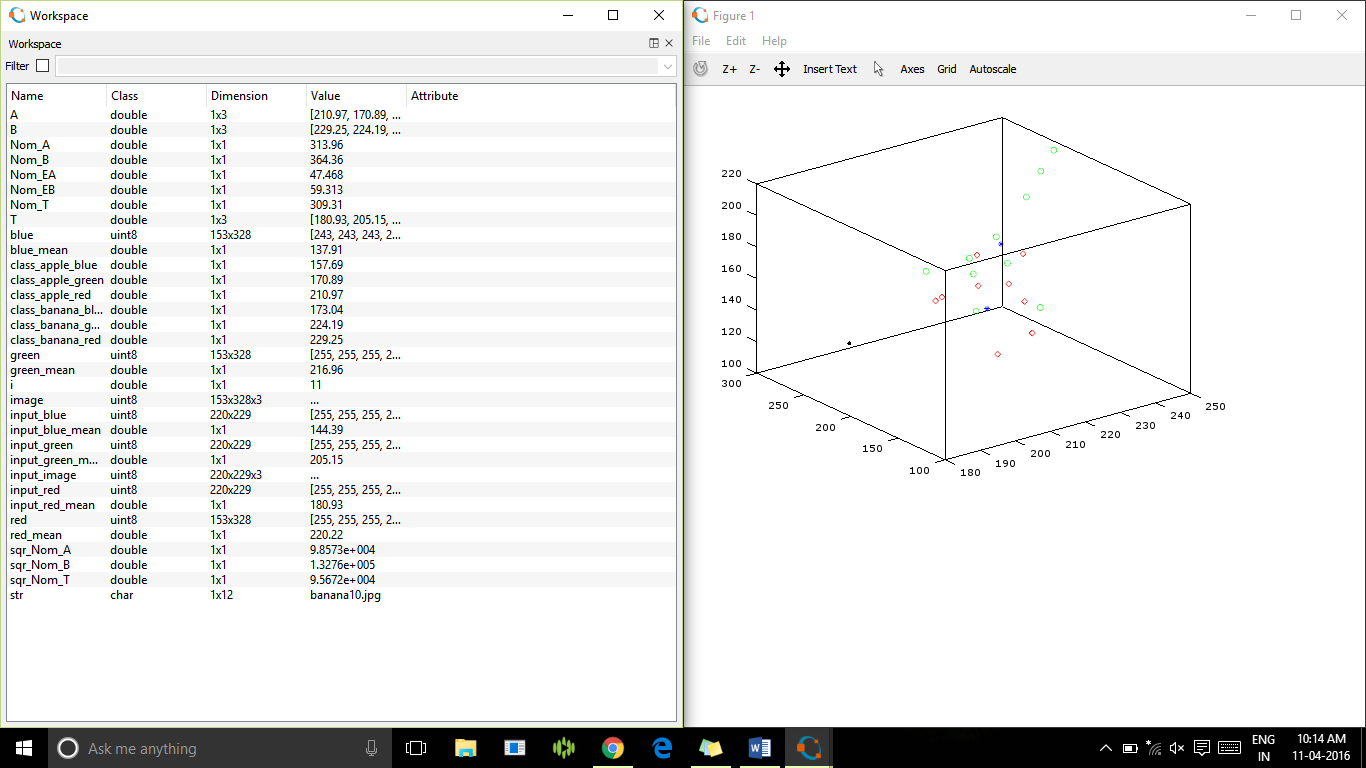 Workspace
Workspace
Filter
Name Class Dimension Value Attribute
A double 1x3 [210.97, 170.89, ...
B double 1x3 [229.25, 224.19, ...
Nom_A double 1x1 313.96
Nom_B double 1x1 364.36
Nom_EA double 1x1 47.468
Nom_EB double 1x1 59.313
Nom_T double 1x1 309.31
T double 1x3 [180.93, 205.15, ...
blue uint8 153x328 [243, 243, 243, 2...
blue_mean double 1x1 137.91
class_apple_blue double 1x1 157.69
class_apple_green double 1x1 170.89
class_apple_red double 1x1 210.97
class_banana_bl... double 1x1 173.04
class_banana_g... double 1x1 224.19
class_banana_red double 1x1 229.25
green uint8 153x328 [255, 255, 255, 2...
green_mean double 1x1 216.96
i double 1x1 11
image uint8 153x328x3 ...
input_blue uint8 220x229 [255, 255, 255, 2...
input_blue_mean double 1x1 144.39
input_green uint8 220x229 [255, 255, 255, 2...
input_green_m... double 1x1 205.15
input_image uint8 220x229x3 ...
input_red uint8 220x229 [255, 255, 255, 2...
input_red_mean double 1x1 180.93
red uint8 153x328 [255, 255, 255, 2...
red_mean double 1x1 220.22
sqr_Nom_A double 1x1 9.8573e+004
sqr_Nom_B double 1x1 1.3276e+005
sqr_Nom_T double 1x1 9.5672e+004
str char 1x12 banana10.jpg
Figure 1
File Edit Help
Z+ Z- Insert Text Axes Grid Autoscale
220
200
180
160
140
120
100
300
250
200
150
100
180
190
200
210
220
230
240
250
Ask me anything
ENG
IN
10:14 AM
11-04-2016